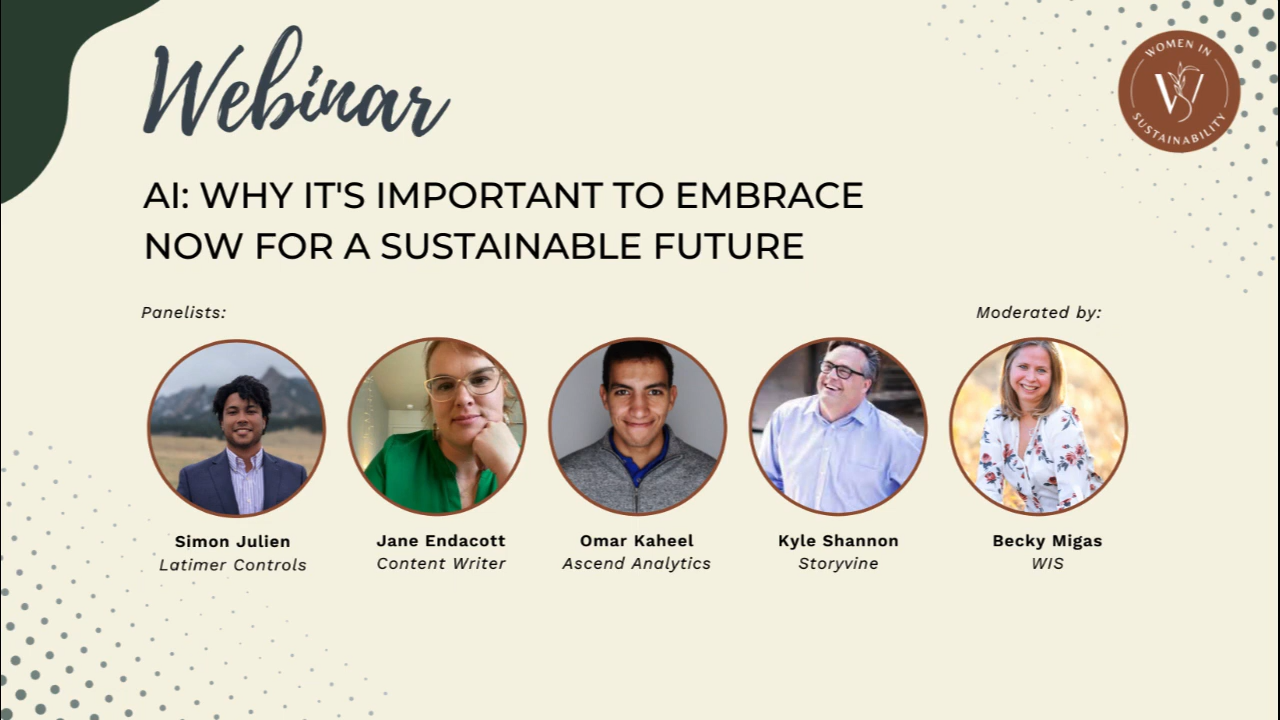 Webinar
WOMEN IN
W
SUSTAINABILITY
AI: WHY IT'S IMPORTANT TO EMBRACE
NOW FOR A SUSTAINABLE FUTURE
Panelists:
Moderated by:
Simon Julien
Latimer Controls
Jane Endacott
Content Writer
Omar Kaheel
Ascend Analytics
Kyle Shannon
Storyvine
Becky Migas
WIS